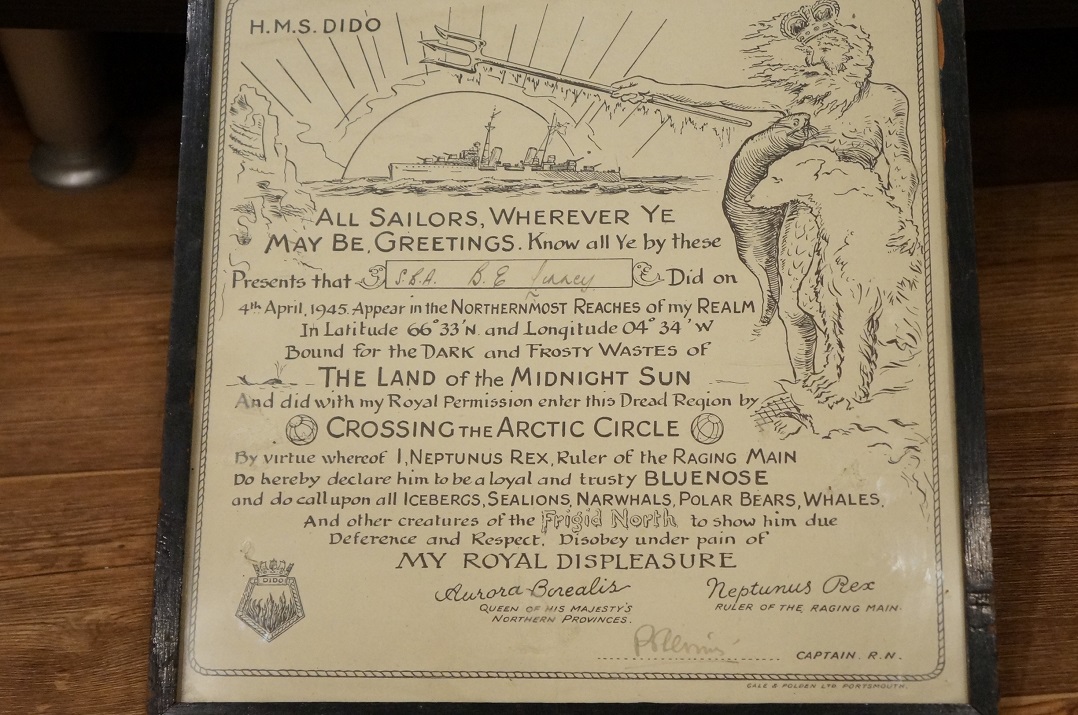 H.M.S. DIDO
ALL SAILORS, WHEREVER YE
MAY BE, GREETINGS. Know all Ye by these
Presents that S.B.A. B. E Did on
4th April, 1945. Appear in the NORTHERNMOST REACHES of my REALM
In Latitude 66°33'N. and Longitude 04° 34' W
Bound for the DARK and FROSTY WASTES of
THE LAND of the MIDNIGHT SUN
And did with my Royal Permission enter this Dread Region by
CROSSING THE ARCTIC CIRCLE
By virtue whereof I, NEPTUNUS REX, Ruler of the RAGING MAIN
Do hereby declare him to be a loyal and trusty BLUENOSE
and do call upon all ICEBERGS, SEALIONS, NARWHALS, POLAR BEARS, WHALES,
And other creatures of the Frigid North to show him due
Deference and Respect. Disobey under pain of
MY ROYAL DISPLEASURE
DIDO
Aurora Borealis
QUEEN OF HIS MAJESTY'S
NORTHERN PROVINCES.
Neptunus Rex
RULER OF THE RAGING MAIN.
CAPTAIN. R.N.
GALE & POLDEN LTD. PORTSMOUTH.